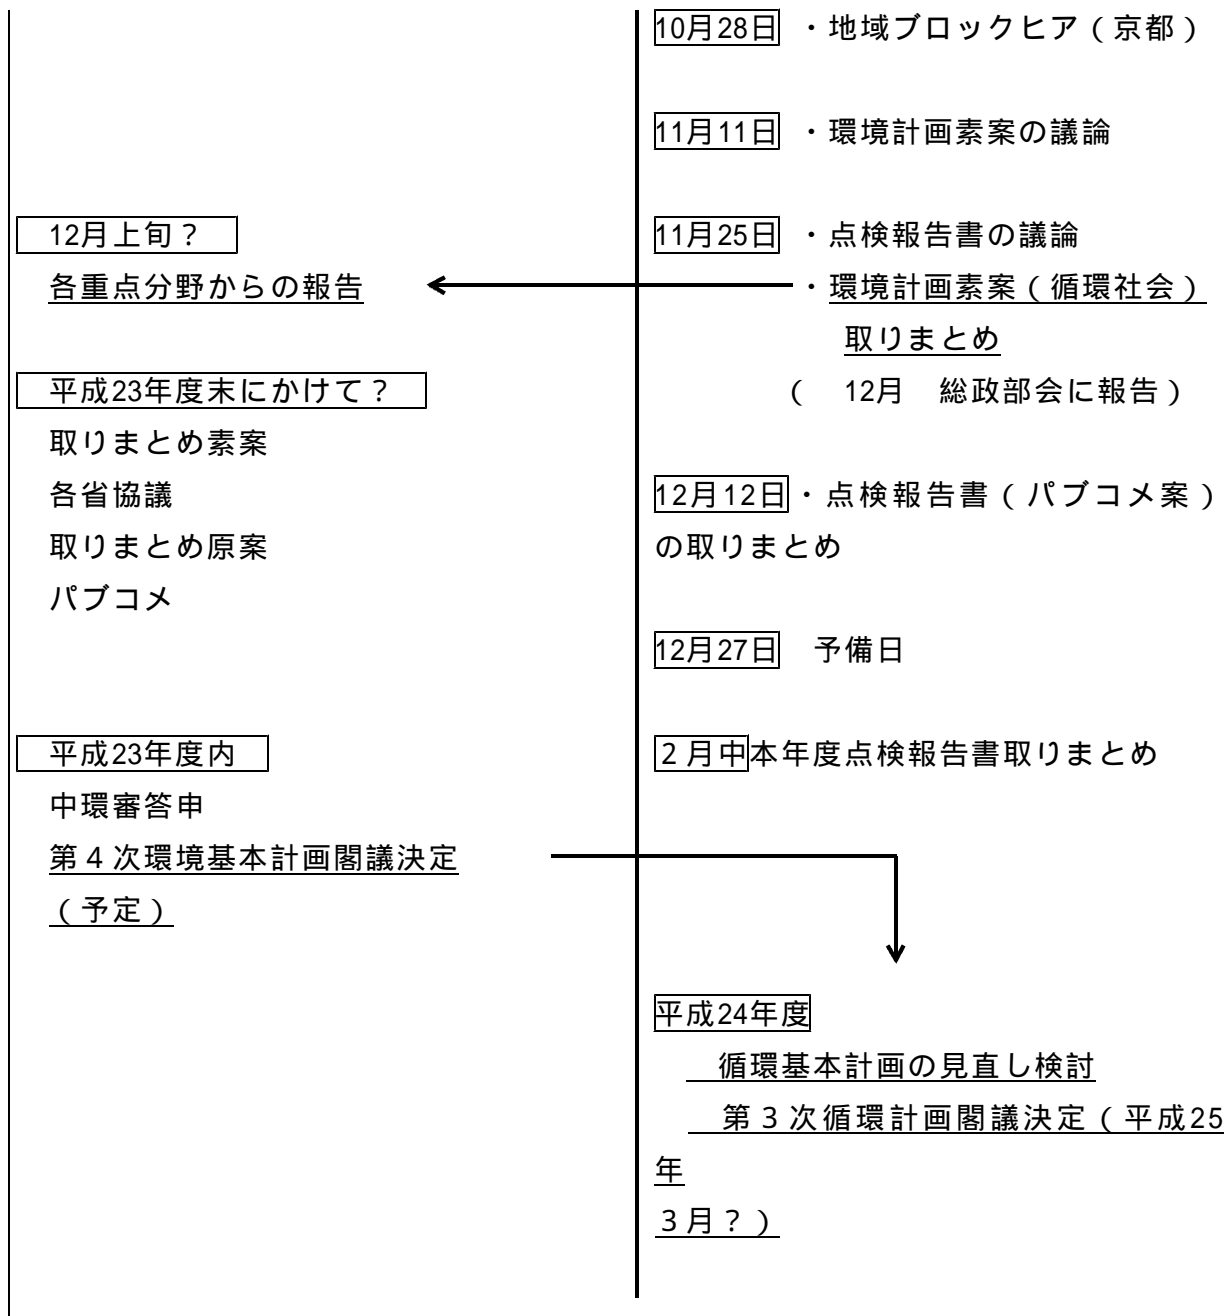 12月上旬？
各重点分野からの報告
平成23年度末にかけて？
取りまとめ素案
各省協議
取りまとめ原案
パブコメ
平成23年度内
中環審答申
第４次環境基本計画閣議決定
（予定）
10月28日 ・地域ブロックヒア（京都）
11月11日 ・環境計画素案の議論
11月25日 ・点検報告書の議論
・環境計画素案（循環社会）
取りまとめ
（　12月　総政部会に報告）
12月12日・点検報告書（パブコメ案）
の取りまとめ
12月27日　予備日
２月中本年度点検報告書取りまとめ
平成24年度
循環基本計画の見直し検討
第３次循環計画閣議決定（平成25
年
３月？）